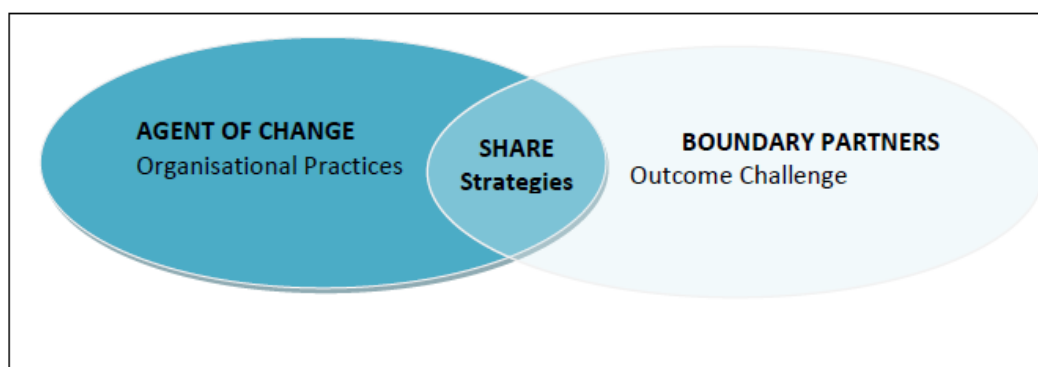 AGENT OF CHANGE
Organisational Practices
SHARE
Strategies
BOUNDARY PARTNERS
Outcome Challenge